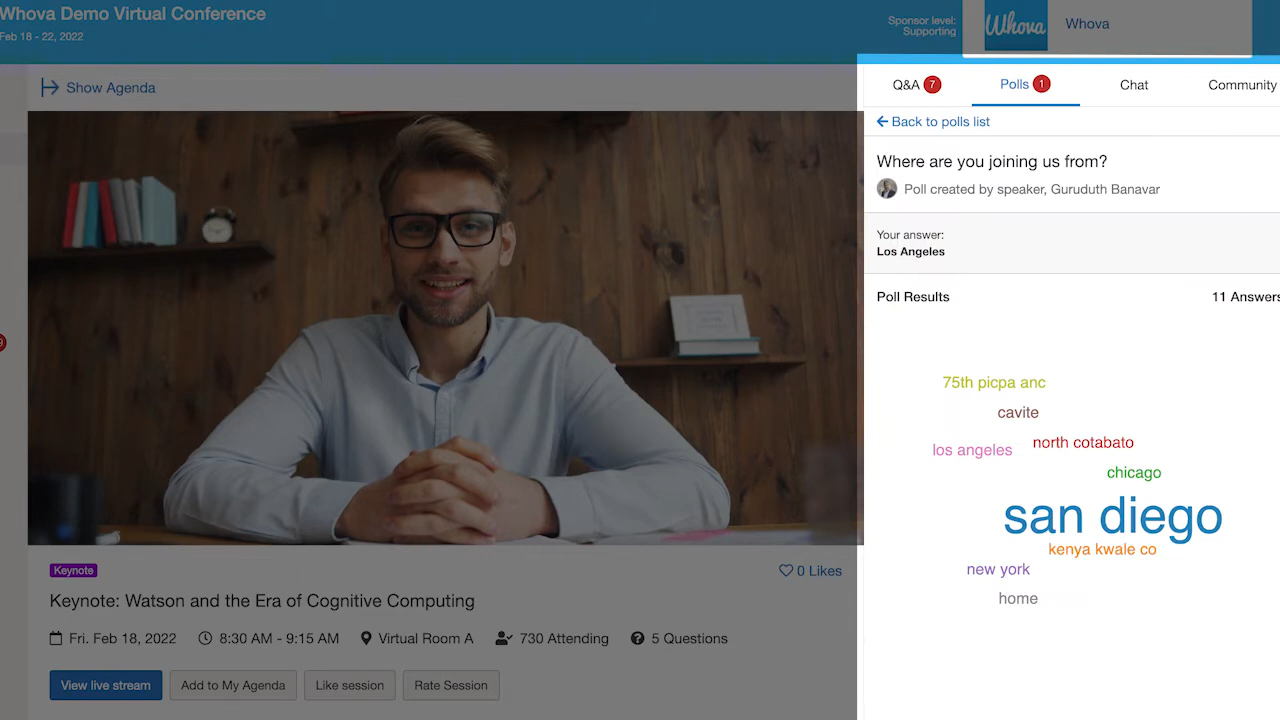 Whova Demo Virtual Conference
Feb 18 - 22, 2022
Sponsor level:
Supporting
Whova
Whova
Show Agenda
Q&A 7
Polls 1
Chat
Community
Back to polls list
Where are you joining us from?
Poll created by speaker, Guruduth Banavar
Your answer:
Los Angeles
Poll Results
11 Answers
75th picpa anc
cavite
los angeles
north cotabato
chicago
san diego
kenya kwale co
new york
home
Keynote
0 Likes
Keynote: Watson and the Era of Cognitive Computing
Fri. Feb 18, 2022
8:30 AM - 9:15 AM
Virtual Room A
730 Attending
5 Questions
View live stream
Add to My Agenda
Like session
Rate Session